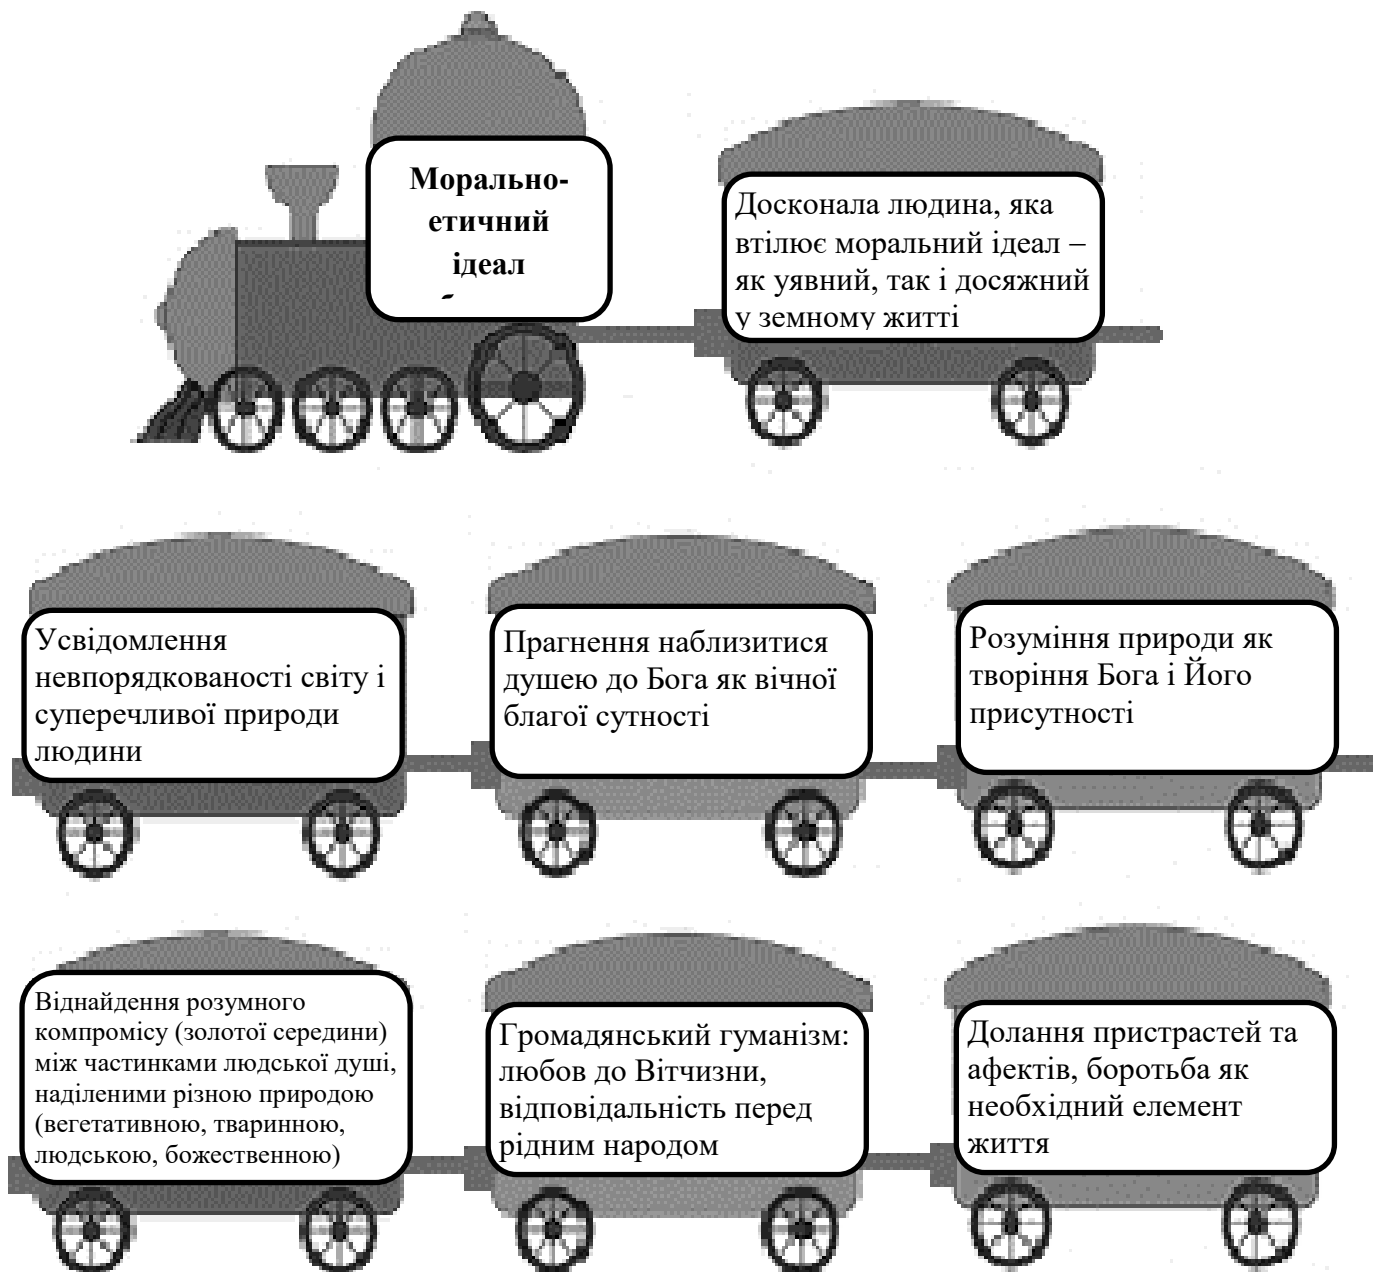 Морально-
етичний
ідеал
Досконала людина, яка
втілює моральний ідеал –
як уявний, так і досяжний
у земному житті
Усвідомлення
невпорядкованості світу і
суперечливої природи
людини
Прагнення наблизитися
душею до Бога як вічної
благої сутності
Розуміння природи як
творіння Бога і Його
присутності
Віднайдення розумного
компромісу (золотої середини)
між частинками людської душі,
наділеними різною природою
(вегетативною, тваринною,
людською, божественною)
Громадянський гуманізм:
любов до Вітчизни,
відповідальність перед
рідним народом
Долання пристрастей та
афектів, боротьба як
необхідний елемент
життя